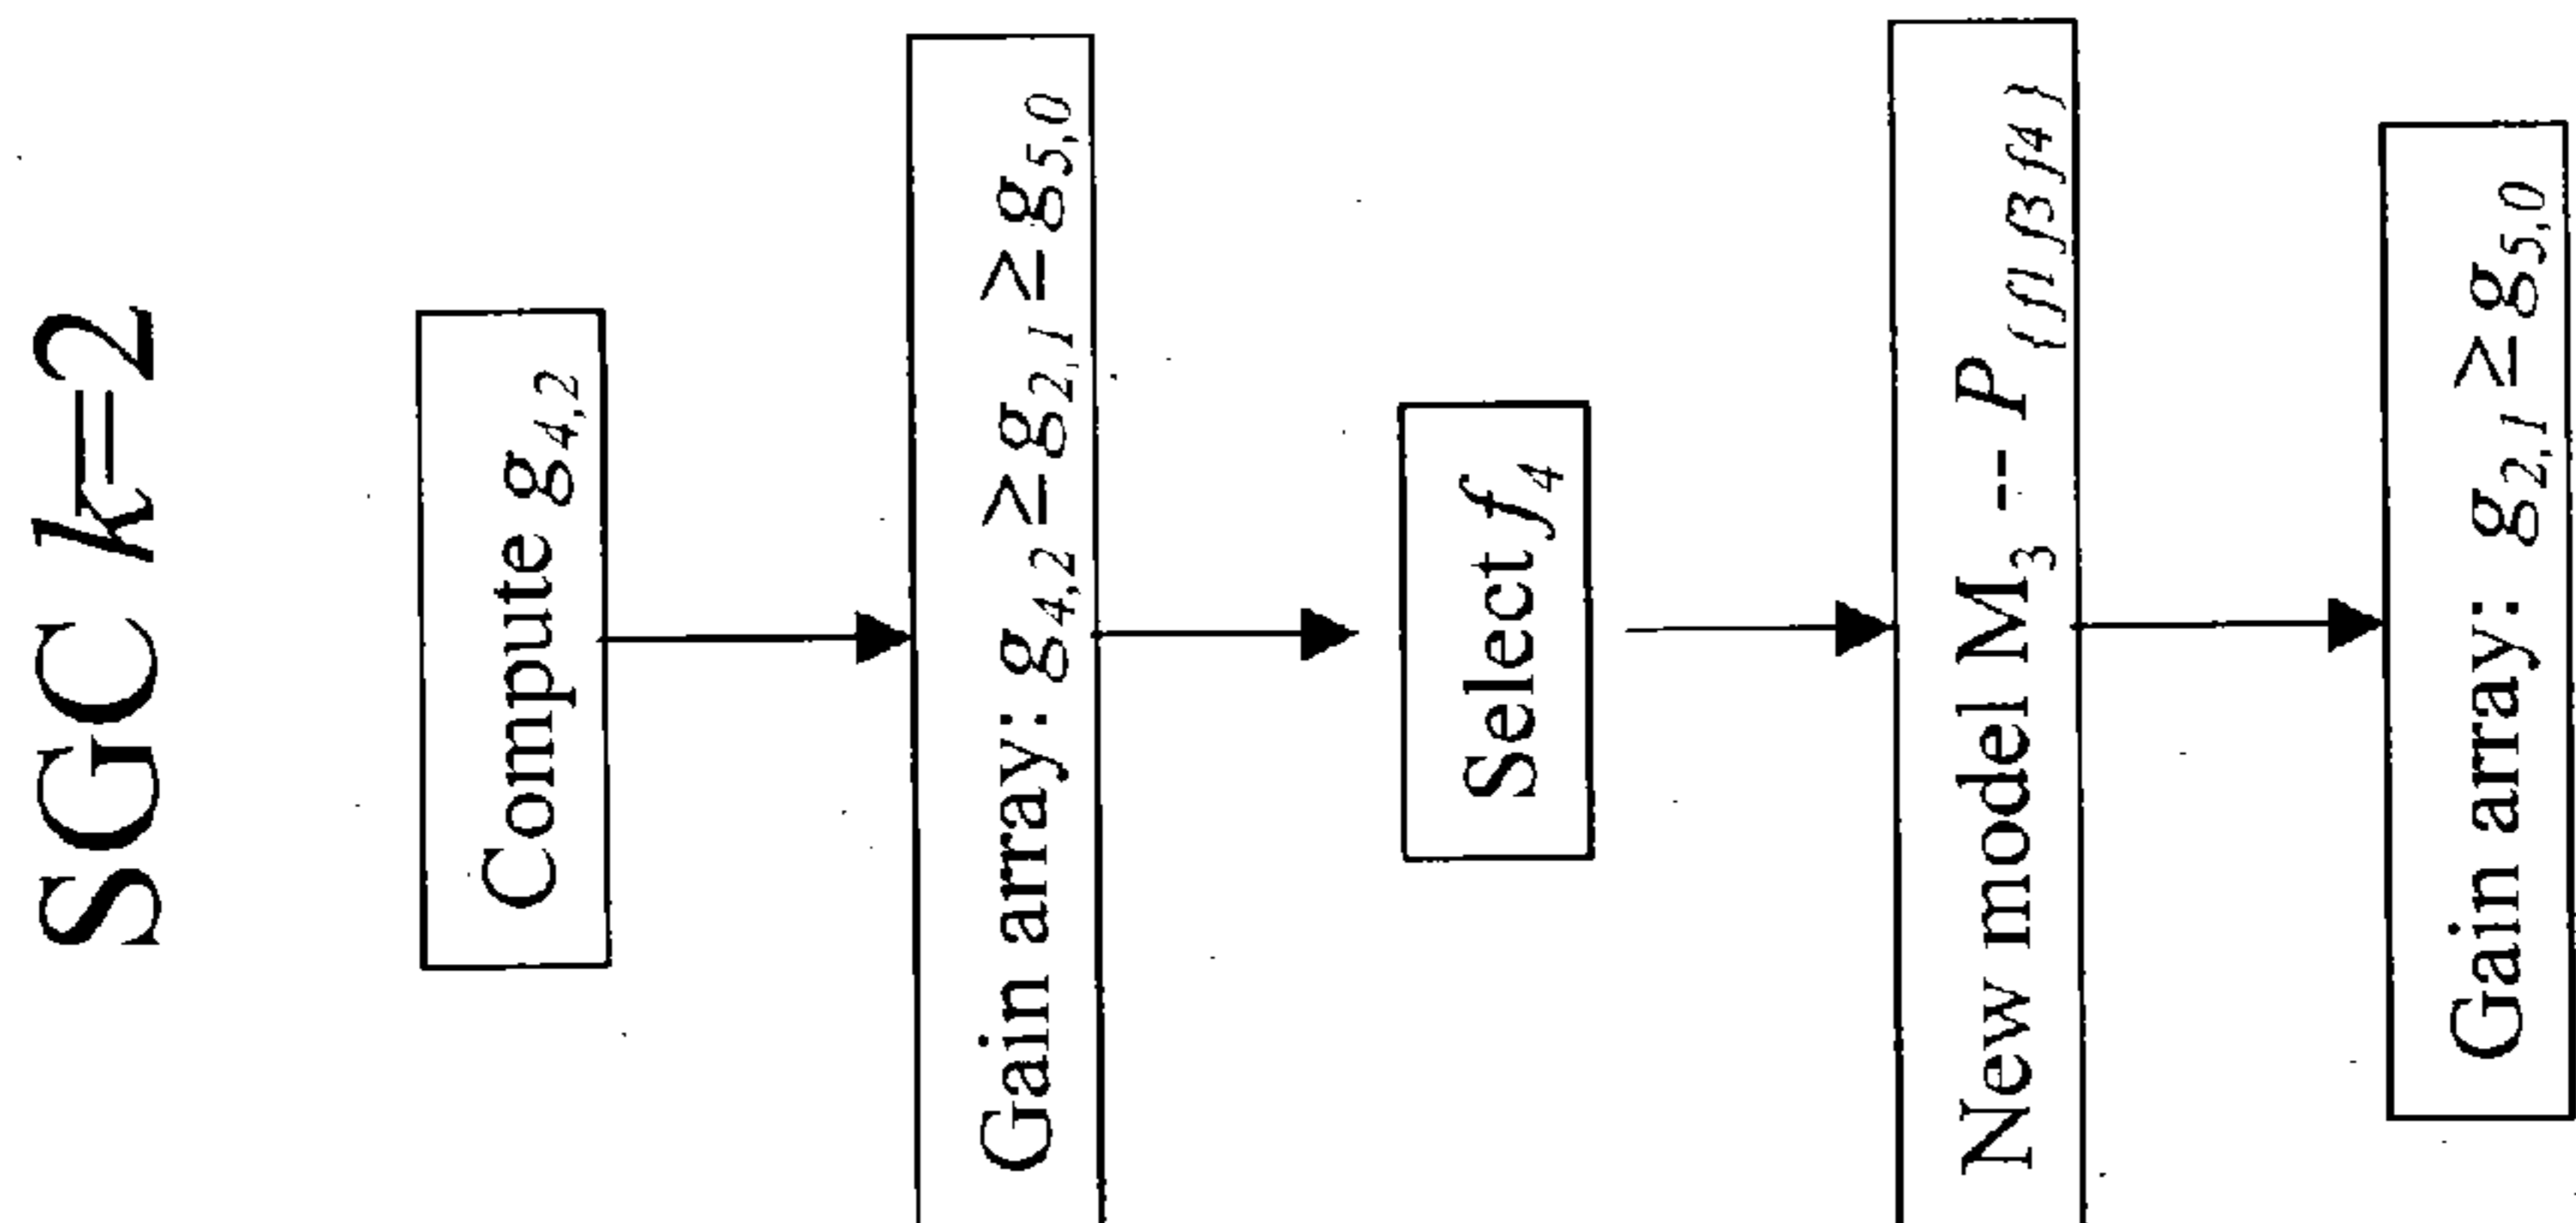 SGC k=2
Compute g4,2
Gain array: g4,2 ≥ g2,1 ≥ g5,0
Select f4
New model M3 -- P{f1 f3 f4}
Gain array: g2,1 ≥ g5,0